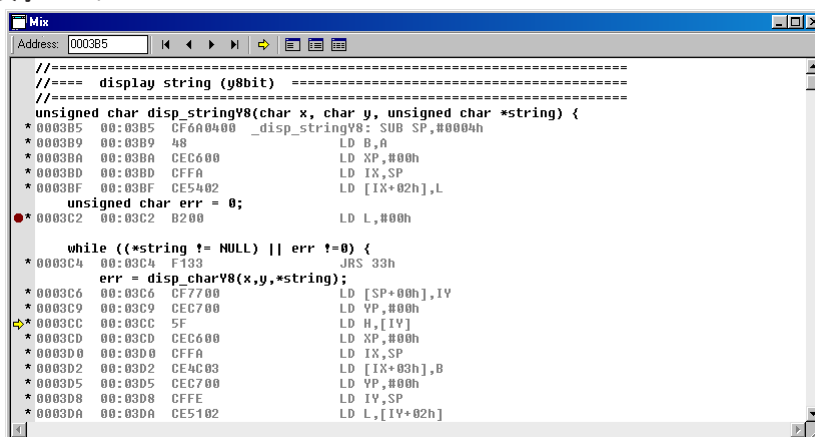 Mix
Address: 0003B5
//=====================================================================
//==== display string (y8bit) ========================================
//=====================================================================
unsigned char disp_stringY8(char x, char y, unsigned char *string) {
* 0003B5 00:03B5 CF6A0400 _disp_stringY8: SUB SP,#0004h
* 0003B9 00:03B9 48 LD B,A
* 0003BA 00:03BA CEC600 LD XP,#00h
* 0003BD 00:03BD CFFA LD IX,SP
* 0003BF 00:03BF CE5402 LD [IX+02h],L
unsigned char err = 0;
* 0003C2 00:03C2 B200 LD L,#00h
while ((*string != NULL) || err !=0) {
* 0003C4 00:03C4 F133 JRS 33h
err = disp_charY8(x,y,*string);
* 0003C6 00:03C6 CF7700 LD [SP+00h],IY
* 0003C9 00:03C9 CEC700 LD YP,#00h
* 0003CC 00:03CC 5F LD H,[IY]
* 0003CD 00:03CD CEC600 LD XP,#00h
* 0003D0 00:03D0 CFFA LD IX,SP
* 0003D2 00:03D2 CE4C03 LD [IX+03h],B
* 0003D5 00:03D5 CEC700 LD YP,#00h
* 0003D8 00:03D8 CFFE LD IY,SP
* 0003DA 00:03DA CE5102 LD L,[IY+02h]